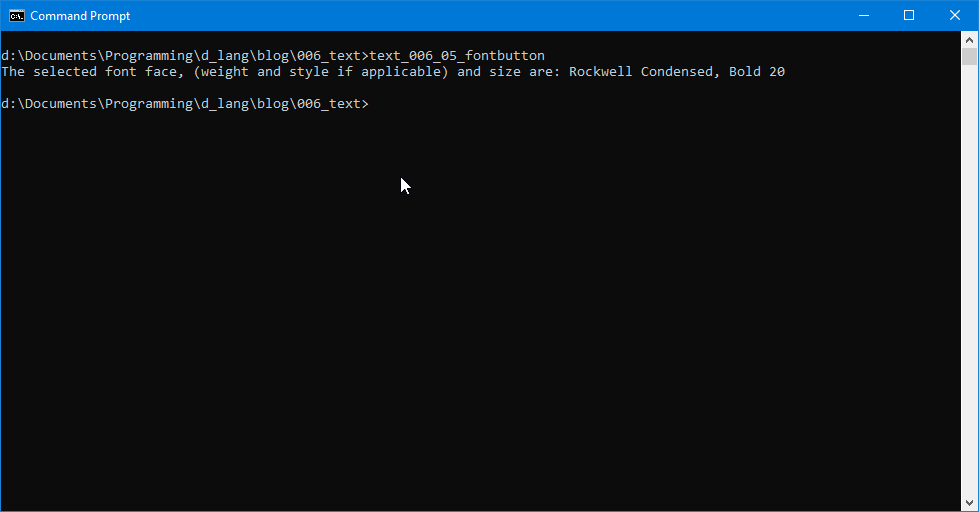 Command Prompt
d:\Documents\Programming\d_lang\blog\006_text>text_006_05_fontbutton
The selected font face, (weight and style if applicable) and size are: Rockwell Condensed, Bold 20
d:\Documents\Programming\d_lang\blog\006_text>